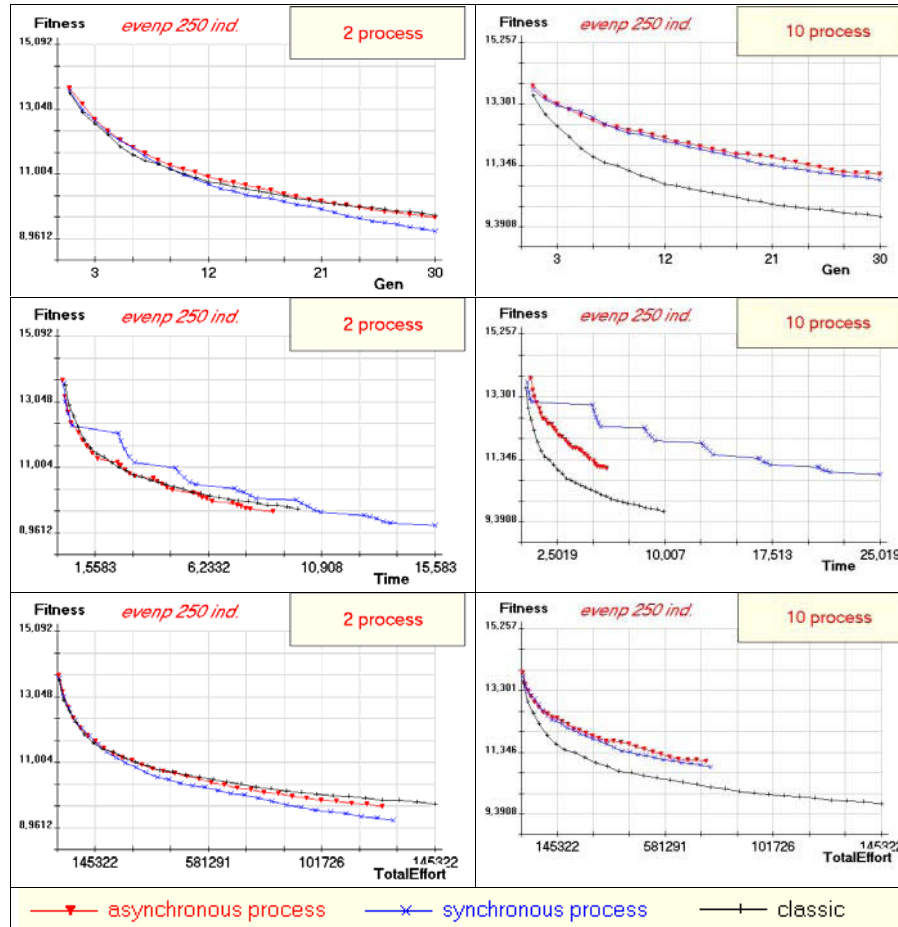 Fitness evenp 250 ind. 2 process
15,092
13,048
11,004
8,9612
3 12 21 30
Gen
Fitness evenp 250 ind. 10 process
15,257
13,301
11,346
9,3908
3 12 21 30
Gen
Fitness evenp 250 ind. 2 process
15,092
13,048
11,004
8,9612
1,5583 6,2332 10,908 15,583
Time
Fitness evenp 250 ind. 10 process
15,257
13,301
11,346
9,3908
2,5019 10,007 17,513 25,019
Time
Fitness evenp 250 ind. 2 process
15,092
13,048
11,004
8,9612
145322 581291 101726 145322
TotalEffort
Fitness evenp 250 ind. 10 process
15,257
13,301
11,346
9,3908
145322 581291 101726 145322
TotalEffort
asynchronous process synchronous process classic